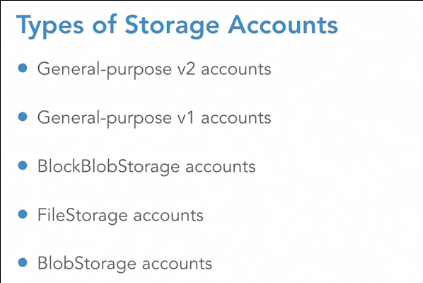 Types of Storage Accounts
General-purpose v2 accounts
General-purpose v1 accounts
BlockBlobStorage accounts
FileStorage accounts
BlobStorage accounts